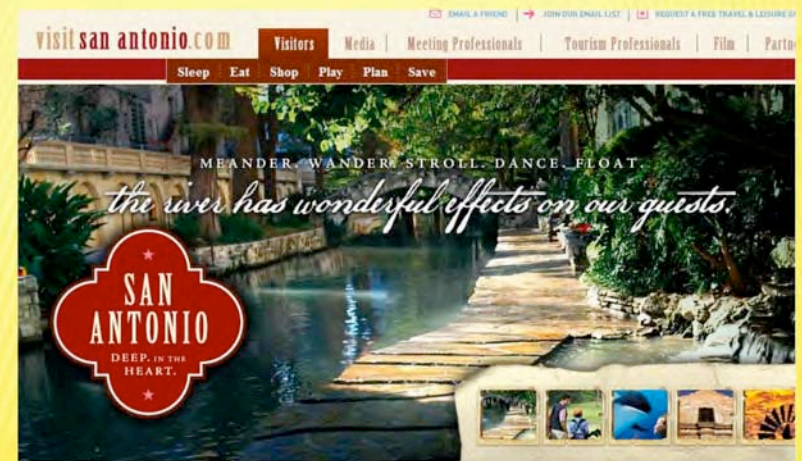 EMAIL A FRIEND | JOIN OUR EMAIL LIST | REQUEST A FREE TRAVEL & LEISURE
visit san antonio.com
Visitors Media | Meeting Professionals | Tourism Professionals | Film |
Sleep Eat Shop Play Plan Save
MEANDER. WANDER. STROLL. DANCE. FLOAT.
the river has wonderful effects on our guests.
SAN
ANTONIO
DEEP. IN THE
HEART.